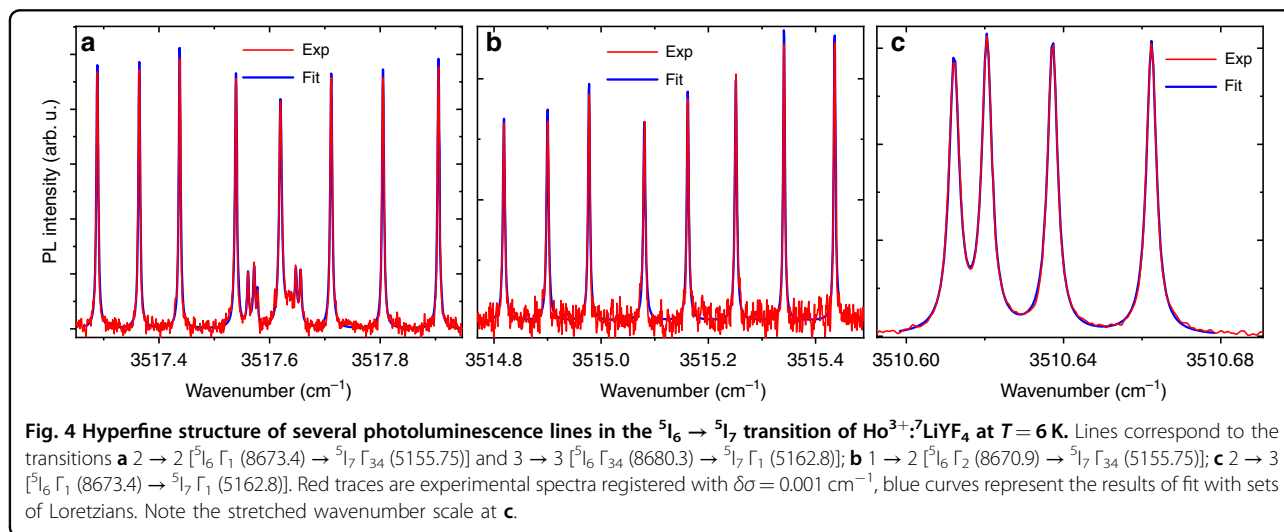 a
b
c
Exp
Fit
Exp
Fit
Exp
Fit
PL intensity (arb. u.)
3517.4 3517.6 3517.8
3514.8 3515.0 3515.2 3515.4
3510.60 3510.64 3510.68
Wavenumber (cm⁻¹)
Wavenumber (cm⁻¹)
Wavenumber (cm⁻¹)
Fig. 4 Hyperfine structure of several photoluminescence lines in the ⁵I₆ → ⁵I₇ transition of Ho³⁺:⁷LiYF₄ at T = 6 K. Lines correspond to the
transitions a 2 → 2 [⁵I₆ Γ₁ (8673.4) → ⁵I₇ Γ₃₄ (5155.75)] and 3 → 3 [⁵I₆ Γ₃₄ (8680.3) → ⁵I₇ Γ₁ (5162.8)]; b 1 → 2 [⁵I₆ Γ₂ (8670.9) → ⁵I₇ Γ₃₄ (5155.75)]; c 2 → 3
[⁵I₆ Γ₁ (8673.4) → ⁵I₇ Γ₁ (5162.8)]. Red traces are experimental spectra registered with δσ = 0.001 cm⁻¹, blue curves represent the results of fit with sets
of Loretzians. Note the stretched wavenumber scale at c.